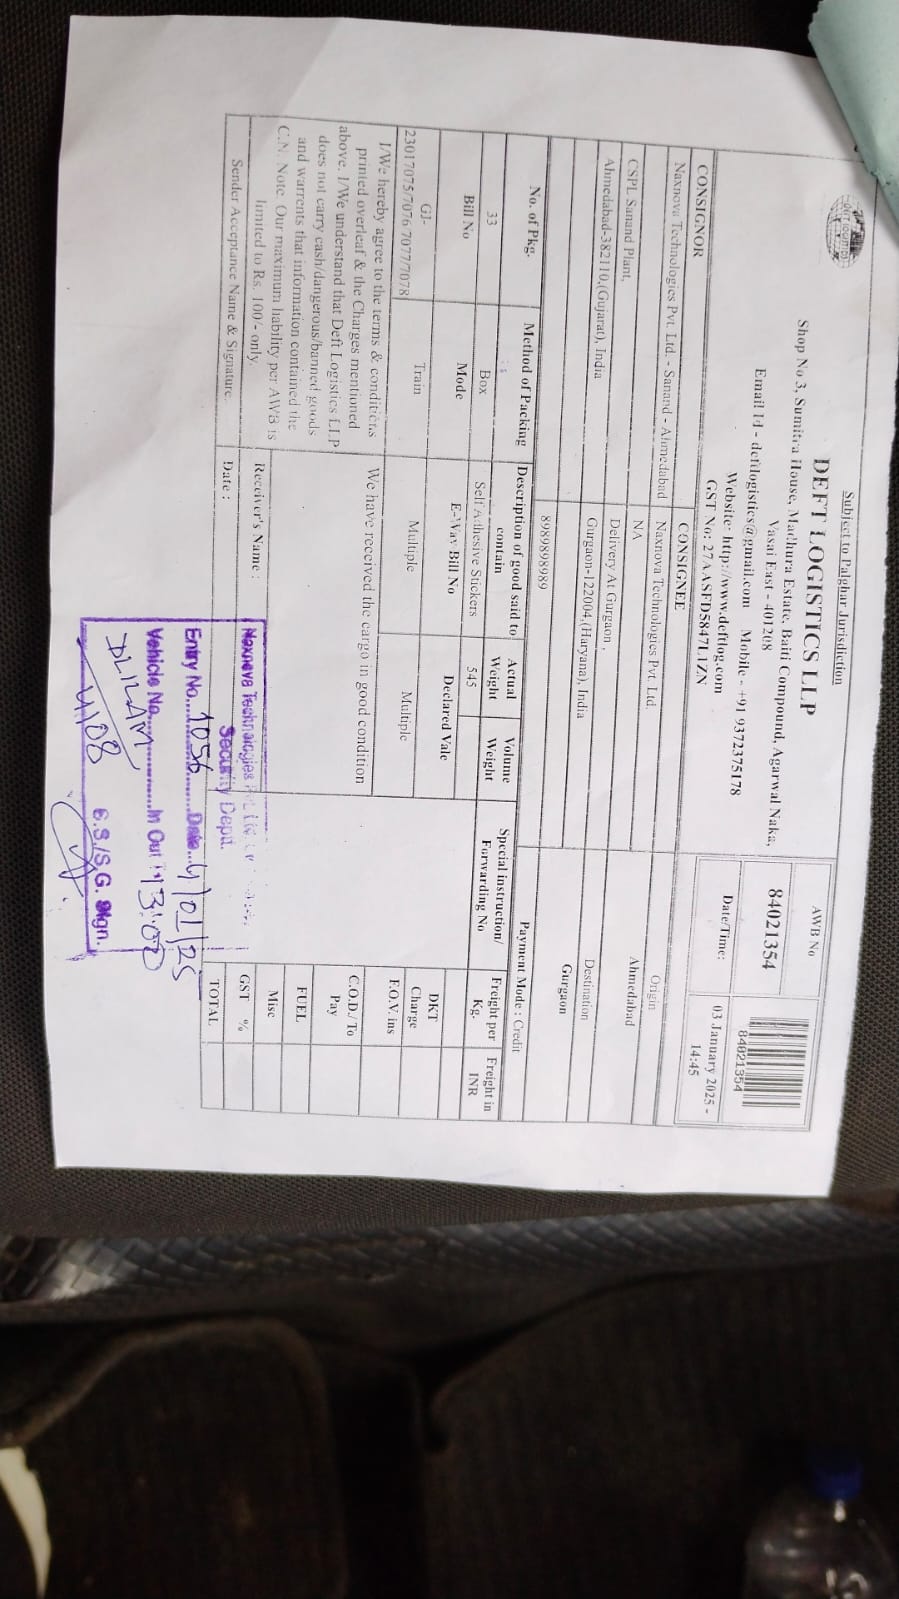 Subject to Palghar Jurisdiction
DEFT LOGISTICS LLP
Shop No.3, Sumitra House, Madhura Estate, Baiti Compound, Agarwal Naka,
Vasai East - 401208
Email Id - deftlogistics@gmail.com Mobile - +91 9372375178
Website: http://www.deftlog.com
GST No: 27AASFD5847L1ZN
AWB No
84021354
84021354
Date/Time:
03 January 2025 -
14:45
CONSIGNOR
CONSIGNEE
Naxnova Technologies Pvt. Ltd. - Sanand - Ahmedabad
Naxnova Technologies Pvt. Ltd.
Origin
Ahmedabad
CSPL Sanand Plant,
NA
Ahmedabad-382110,(Gujarat), India
Delivery At Gurgaon ,
Gurgaon-122004,(Haryana), India
Destination
Gurgaon
8989898989
Payment Mode : Credit
No. of Pkg.
Method of Packing
Description of good said to
contain
Actual
Weight
Volume
Weight
Special instruction/
Forwarding No
Freight per
Kg.
Freight in
INR
33
Box
Self Adhesive Stickers
545
Bill No
Mode
E-Way Bill No
Declared Vale
GJ-
23017075/7076 7077/7078
Train
Multiple
Multiple
DKT
Charge
F.O.V. ins
C.O.D./ To
Pay
FUEL
Misc
GST %
TOTAL
I/We hereby agree to the terms & conditions
printed overleaf & the Charges mentioned
above. I/We understand that Deft Logistics LLP
does not carry cash/dangerous/banned goods
and warrents that information contained the
C.N. Note. Our maximum liability per AWB is
limited to Rs. 100/- only.
We have received the cargo in good condition
Receiver's Name :
Sender Acceptance Name & Signature.
Date :
Naxnova Technologies
Security Deptt.
Entry No. 1056 Date 4/01/25
Vehicle No. In Out
DL12AM
4108
S.S./S.G. Sign.